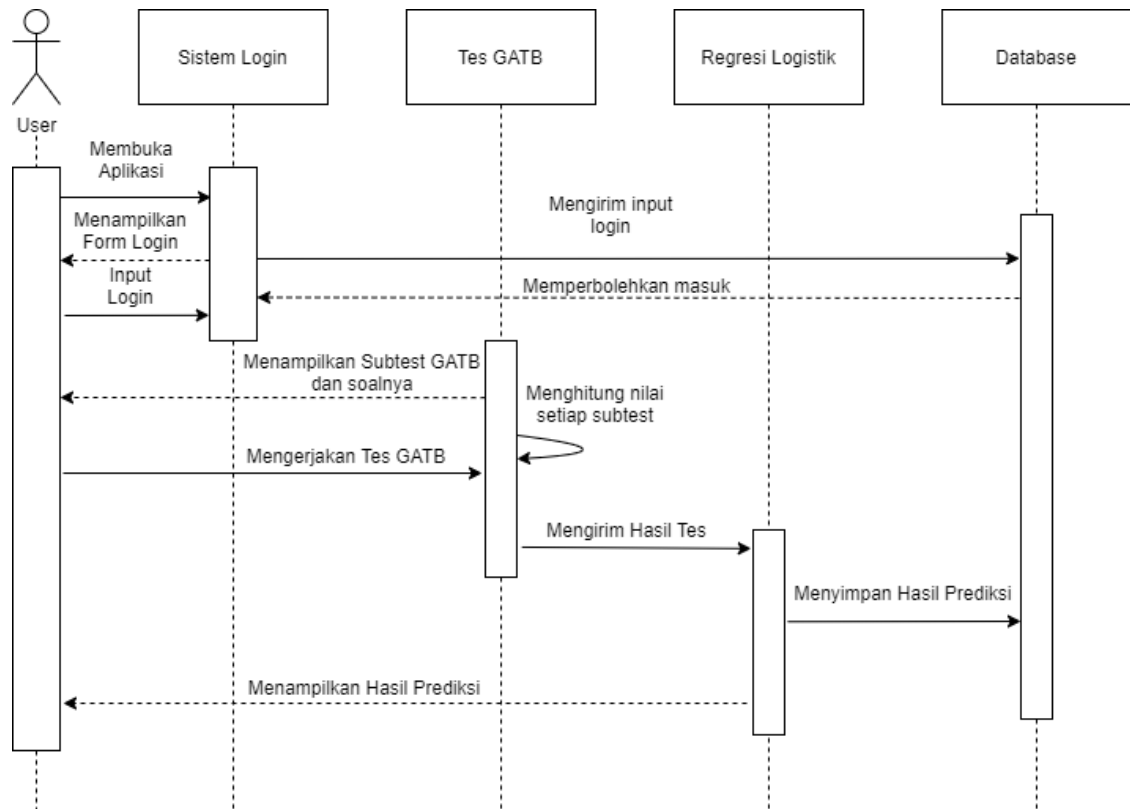 Sistem Login
Tes GATB
Regresi Logistik
Database
User
Membuka
Aplikasi
Menampilkan
Form Login
Mengirim input
login
Input
Login
Memperbolehkan masuk
Menampilkan Subtest GATB
dan soalnya
Menghitung nilai
setiap subtest
Mengerjakan Tes GATB
Mengirim Hasil Tes
Menyimpan Hasil Prediksi
Menampilkan Hasil Prediksi